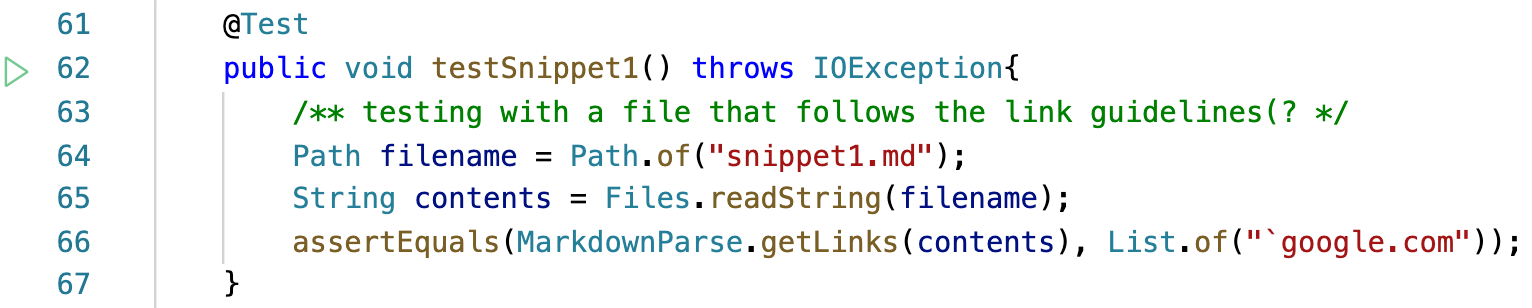 61 @Test
62 public void testSnippet1() throws IOException{
63 /** testing with a file that follows the link guidelines(? */
64 Path filename = Path.of("snippet1.md");
65 String contents = Files.readString(filename);
66 assertEquals(MarkdownParse.getLinks(contents), List.of("`google.com"));
67 }